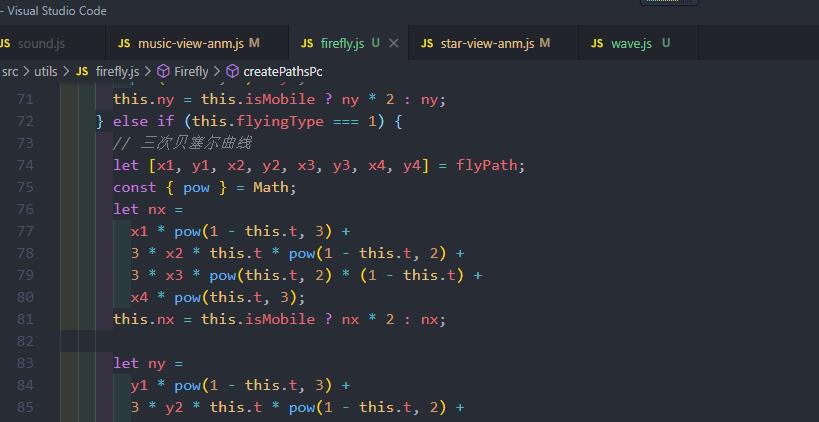 - Visual Studio Code
sound.js JS music-view-anm.js M JS firefly.js U × JS star-view-anm.js M JS wave.js U
src > utils > JS firefly.js > Firefly > createPathsPc
71 this.ny = this.isMobile ? ny * 2 : ny;
72 } else if (this.flyingType === 1) {
73 // 三次贝塞尔曲线
74 let [x1, y1, x2, y2, x3, y3, x4, y4] = flyPath;
75 const { pow } = Math;
76 let nx =
77 x1 * pow(1 - this.t, 3) +
78 3 * x2 * this.t * pow(1 - this.t, 2) +
79 3 * x3 * pow(this.t, 2) * (1 - this.t) +
80 x4 * pow(this.t, 3);
81 this.nx = this.isMobile ? nx * 2 : nx;
82
83 let ny =
84 y1 * pow(1 - this.t, 3) +
85 3 * y2 * this.t * pow(1 - this.t, 2) +